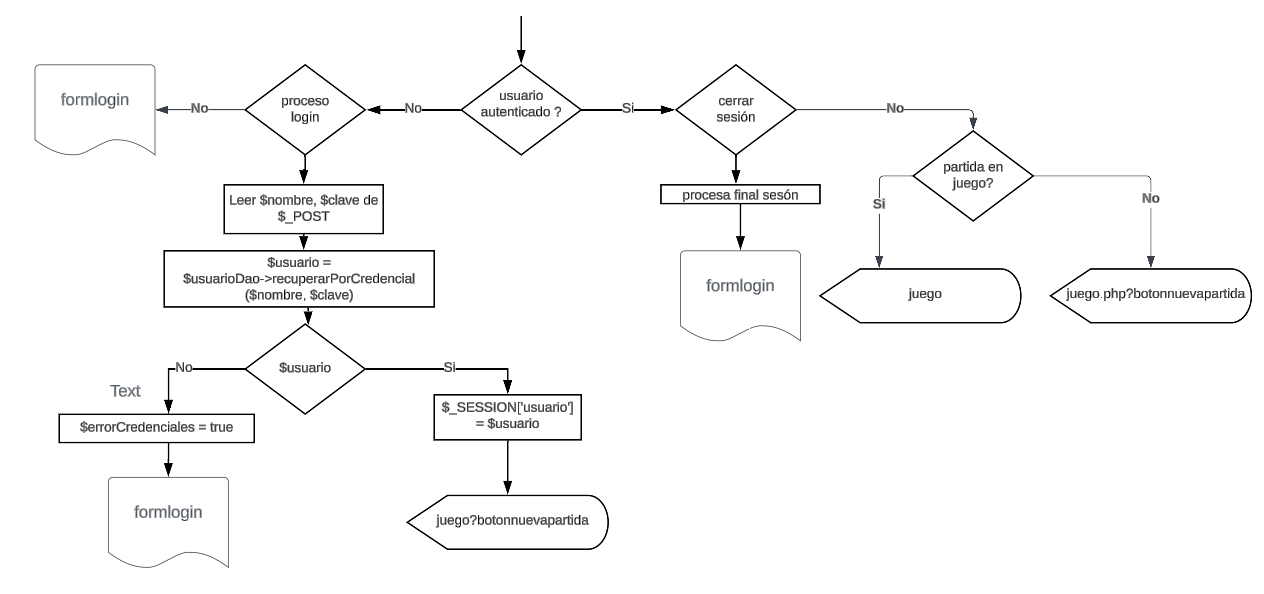 formlogin
No
proceso
login
No
usuario
autenticado ?
Si
cerrar
sesión
No
partida en
juego?
Si
No
Leer $nombre, $clave de
$_POST
procesa final sesón
$usuario =
$usuarioDao->recuperarPorCredencial
($nombre, $clave)
formlogin
juego
juego.php?botonnuevapartida
No
$usuario
Si
Text
$errorCredenciales = true
$_SESSION['usuario']
= $usuario
formlogin
juego?botonnuevapartida